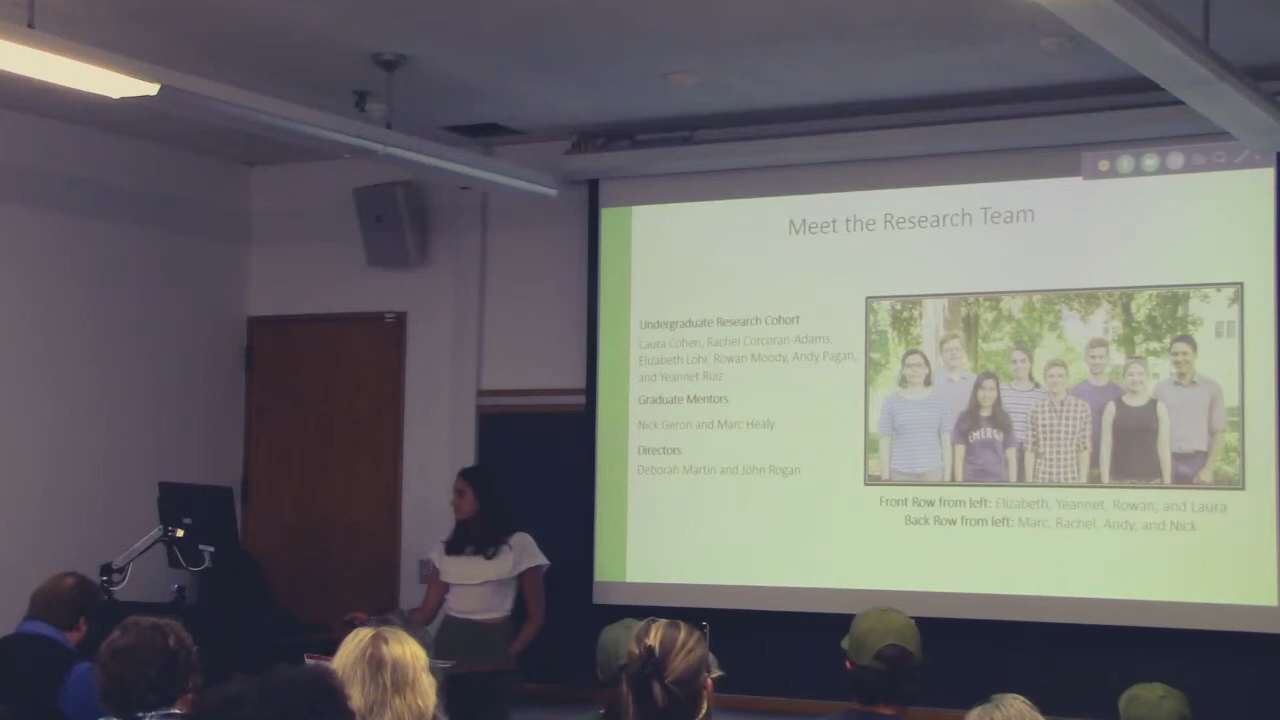 Meet the Research Team
Undergraduate Research Cohort
Laura Cohen, Rachel Corcoran-Adams,
Elizabeth Lohr, Rowan Moody, Andy Pagan,
and Yeannet Ruiz
Graduate Mentors
Nick Geron and Marc Healy
Directors
Deborah Martin and John Rogan
Front Row from left: Elizabeth, Yeannet, Rowan, and Laura
Back Row from left: Marc, Rachel, Andy, and Nick